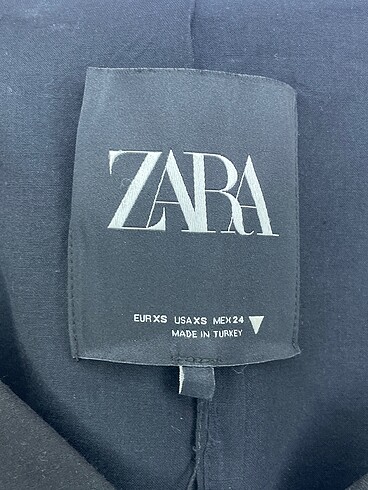 ZARA
EUR XS USA XS MEX 24
MADE IN TURKEY